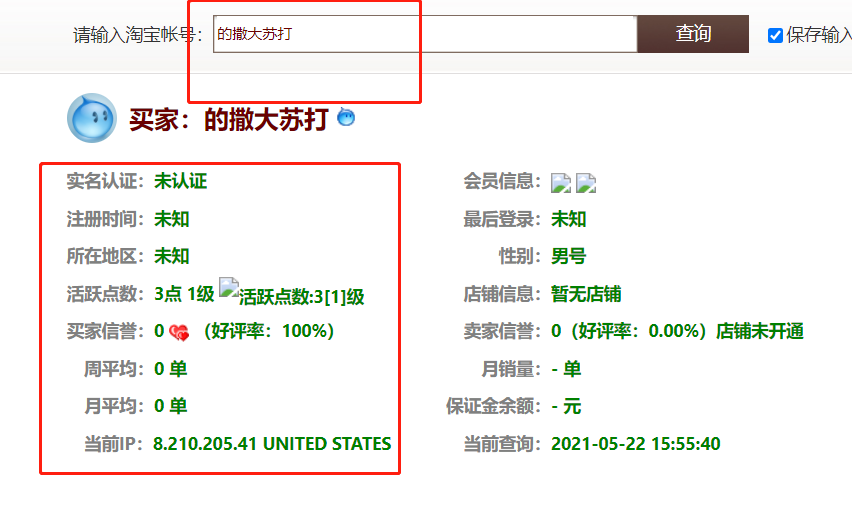 请输入淘宝帐号： 的撒大苏打 查询 保存输入
买家：的撒大苏打
实名认证：未认证 会员信息：
注册时间：未知 最后登录：未知
所在地区：未知 性别：男号
活跃点数：3点 1级 活跃点数:3[1]级 店铺信息：暂无店铺
买家信誉：0 （好评率：100%） 卖家信誉：0（好评率：0.00%）店铺未开通
周平均：0 单 月销量：- 单
月平均：0 单 保证金余额：- 元
当前IP：8.210.205.41 UNITED STATES 当前查询：2021-05-22 15:55:40